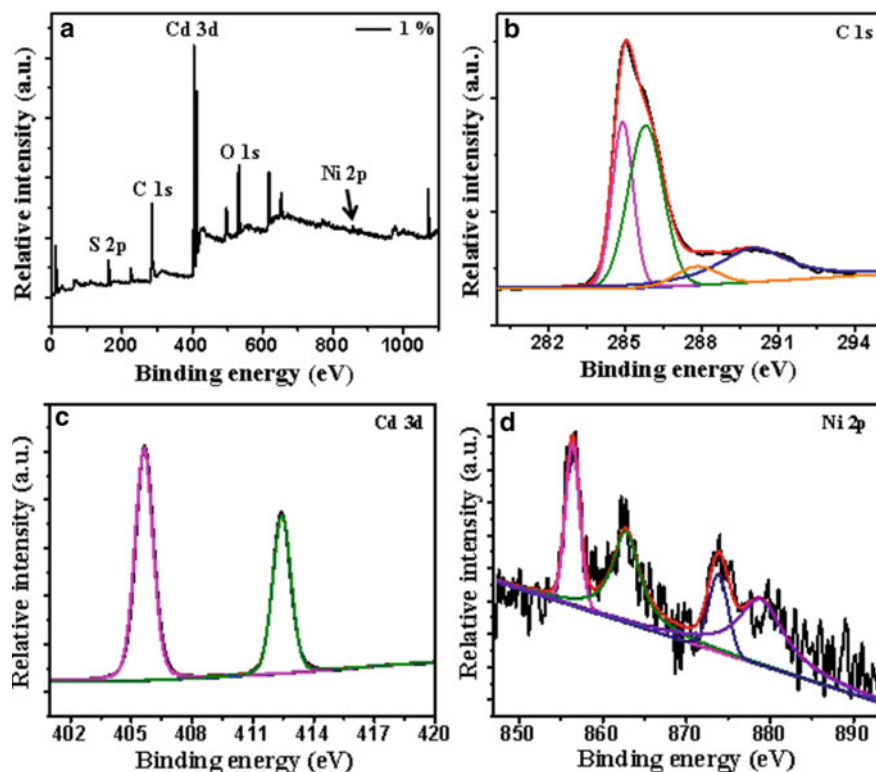 a
Cd 3d
1 %
O 1s
C 1s
Ni 2p
S 2p
Relative intensity (a.u.)
0 200 400 600 800 1000
Binding energy (eV)
b
C 1s
Relative intensity (a.u.)
282 285 288 291 294
Binding energy (eV)
c
Cd 3d
Relative intensity (a.u.)
402 405 408 411 414 417 420
Binding energy (eV)
d
Ni 2p
Relative intensity (a.u.)
850 860 870 880 890
Binding energy (eV)